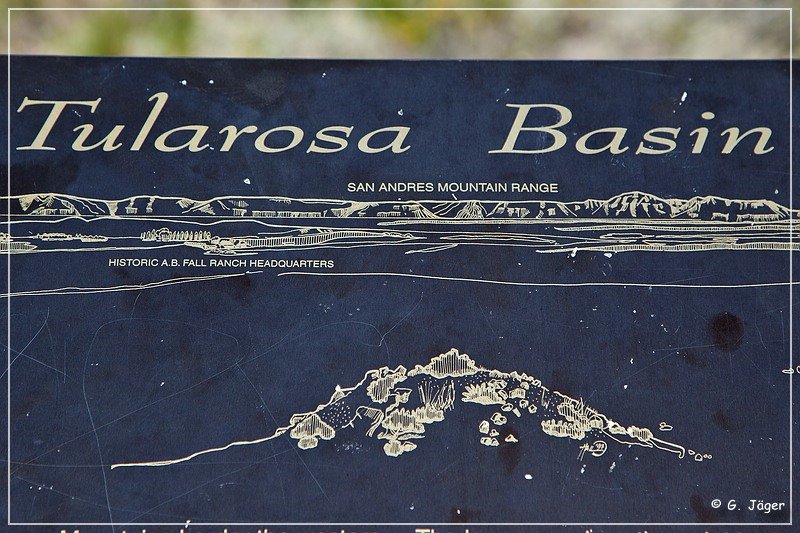 Tularosa Basin
SAN ANDRES MOUNTAIN RANGE
HISTORIC A.B. FALL RANCH HEADQUARTERS
© G. Jäger